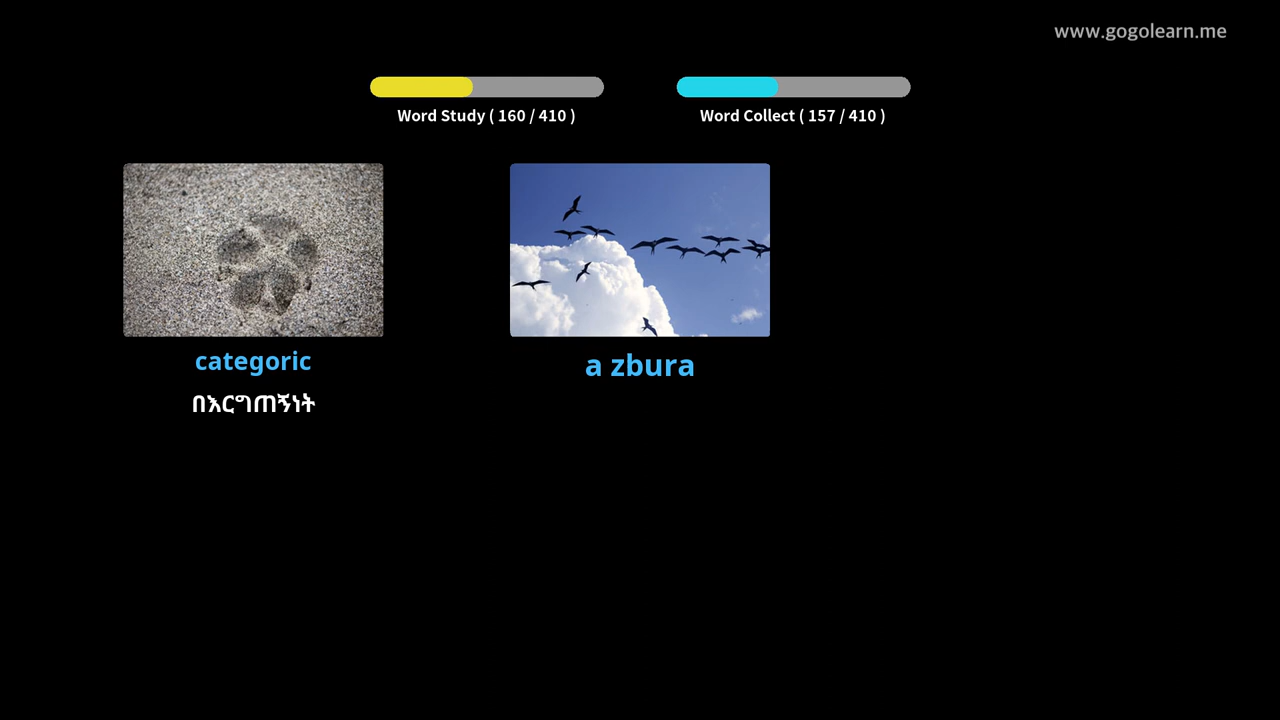 www.gogolearn.me
Word Study ( 160 / 410 )
Word Collect ( 157 / 410 )
categoric
በእርግጠኝነት
a zbura